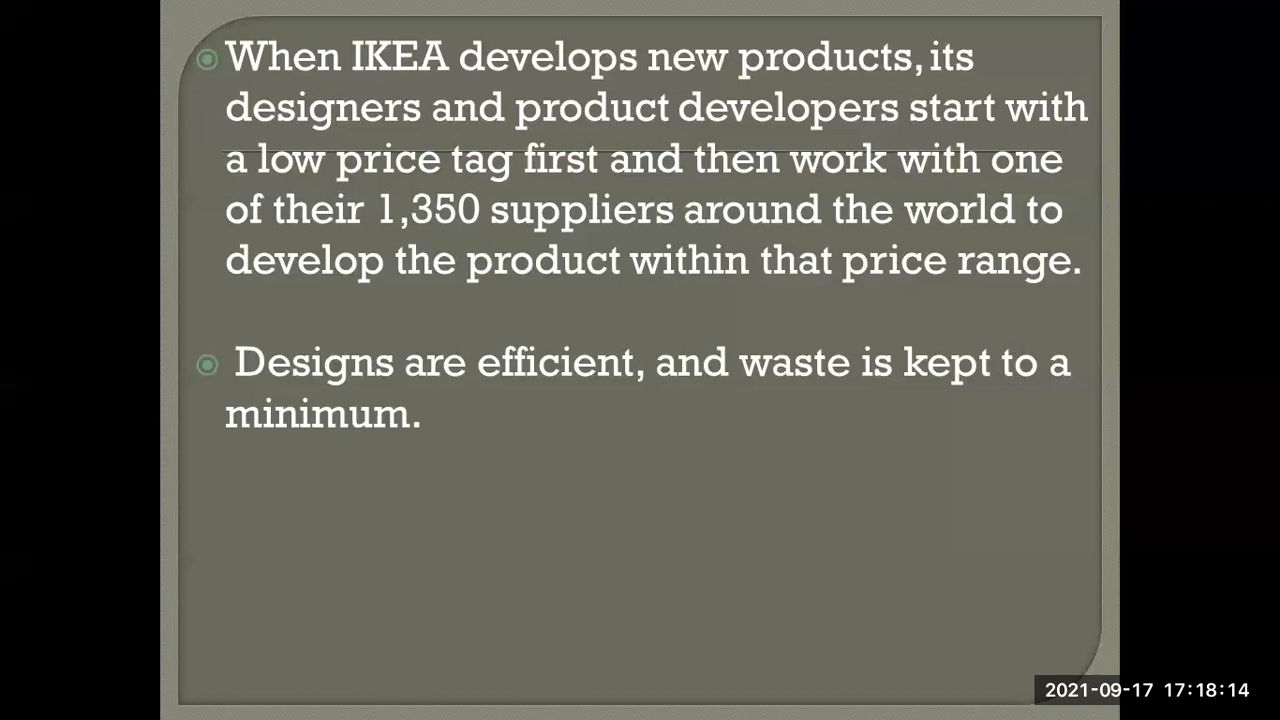 When IKEA develops new products, its
designers and product developers start with
a low price tag first and then work with one
of their 1,350 suppliers around the world to
develop the product within that price range.
Designs are efficient, and waste is kept to a
minimum.
2021-09-17 17:18:14